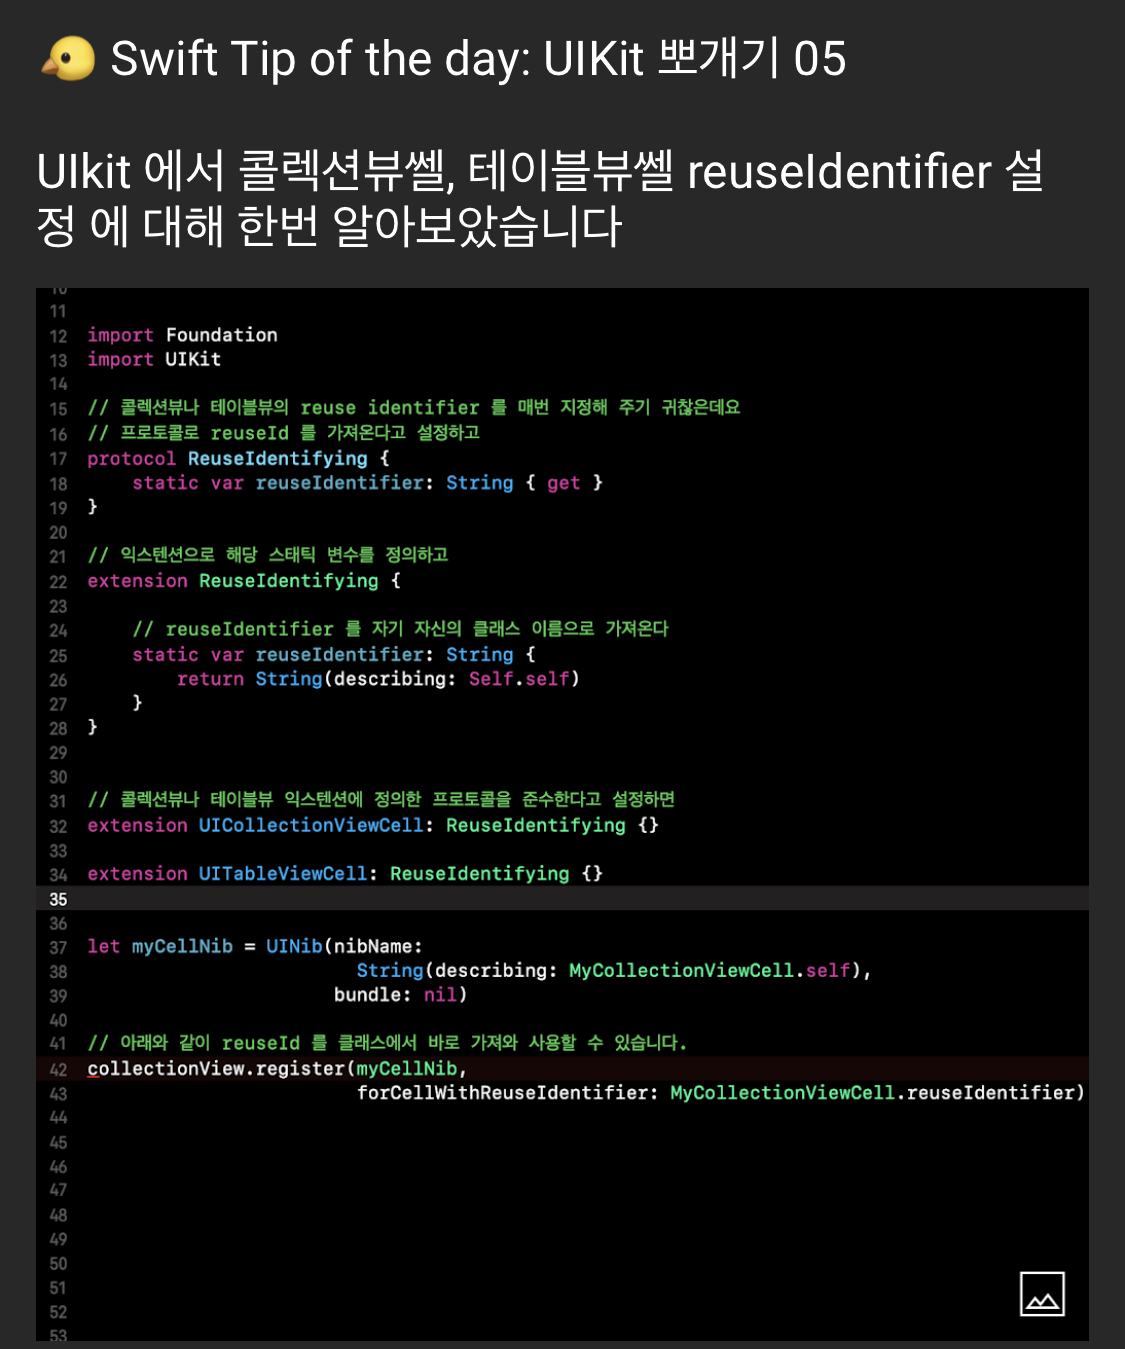 🐤 Swift Tip of the day: UIKit 뽀개기 05
UIkit 에서 콜렉션뷰쎌, 테이블뷰쎌 reuseIdentifier 설
정 에 대해 한번 알아보았습니다
10
11
12 import Foundation
13 import UIKit
14
15 // 콜렉션뷰나 테이블뷰의 reuse identifier 를 매번 지정해 주기 귀찮은데요
16 // 프로토콜로 reuseId 를 가져온다고 설정하고
17 protocol ReuseIdentifying {
18     static var reuseIdentifier: String { get }
19 }
20
21 // 익스텐션으로 해당 스태틱 변수를 정의하고
22 extension ReuseIdentifying {
23
24     // reuseIdentifier 를 자기 자신의 클래스 이름으로 가져온다
25     static var reuseIdentifier: String {
26         return String(describing: Self.self)
27     }
28 }
29
30
31 // 콜렉션뷰나 테이블뷰 익스텐션에 정의한 프로토콜을 준수한다고 설정하면
32 extension UICollectionViewCell: ReuseIdentifying {}
33
34 extension UITableViewCell: ReuseIdentifying {}
35
36
37 let myCellNib = UINib(nibName:
38                         String(describing: MyCollectionViewCell.self),
39                       bundle: nil)
40
41 // 아래와 같이 reuseId 를 클래스에서 바로 가져와 사용할 수 있습니다.
42 collectionView.register(myCellNib,
43                         forCellWithReuseIdentifier: MyCollectionViewCell.reuseIdentifier)
44
45
46
47
48
49
50
51
52
53